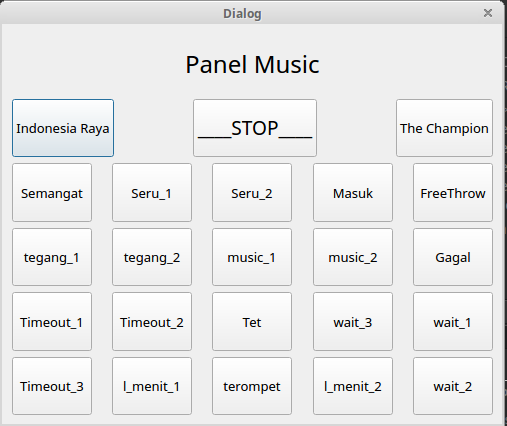 Dialog
Panel Music
Indonesia Raya ____STOP____ The Champion
Semangat Seru_1 Seru_2 Masuk FreeThrow
tegang_1 tegang_2 music_1 music_2 Gagal
Timeout_1 Timeout_2 Tet wait_3 wait_1
Timeout_3 l_menit_1 terompet l_menit_2 wait_2